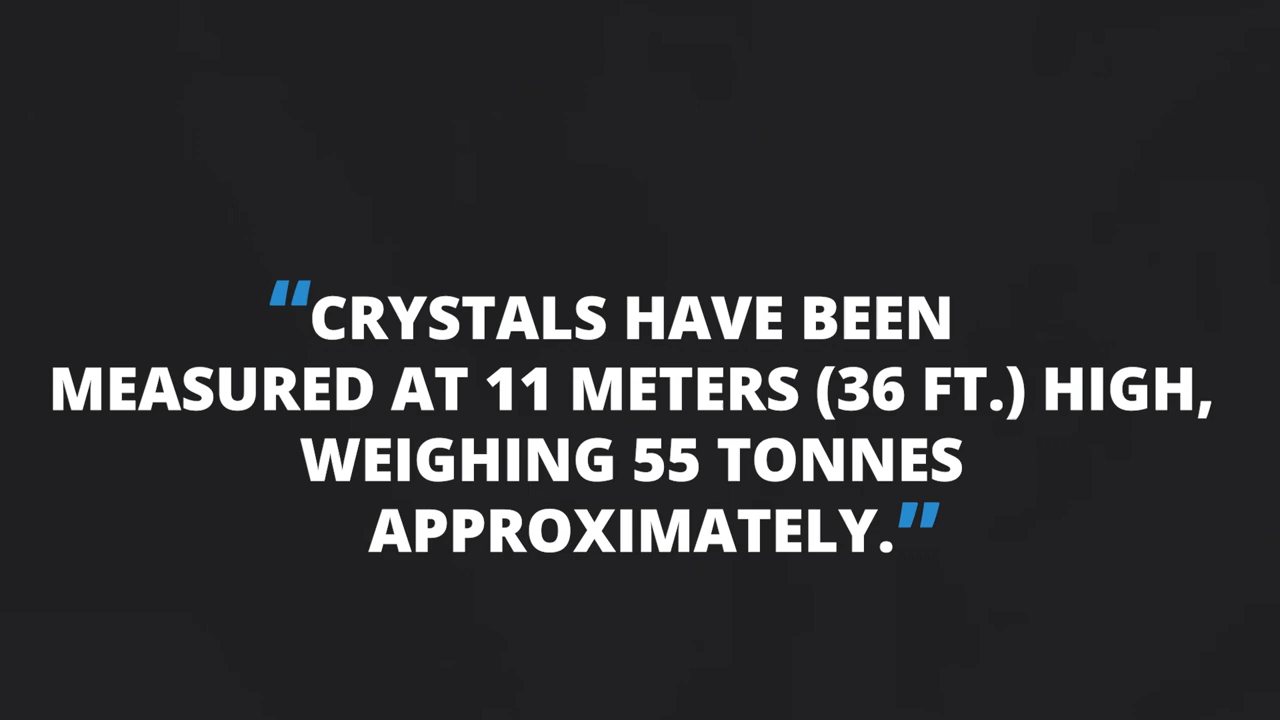 "CRYSTALS HAVE BEEN
MEASURED AT 11 METERS (36 FT.) HIGH,
WEIGHING 55 TONNES
APPROXIMATELY."